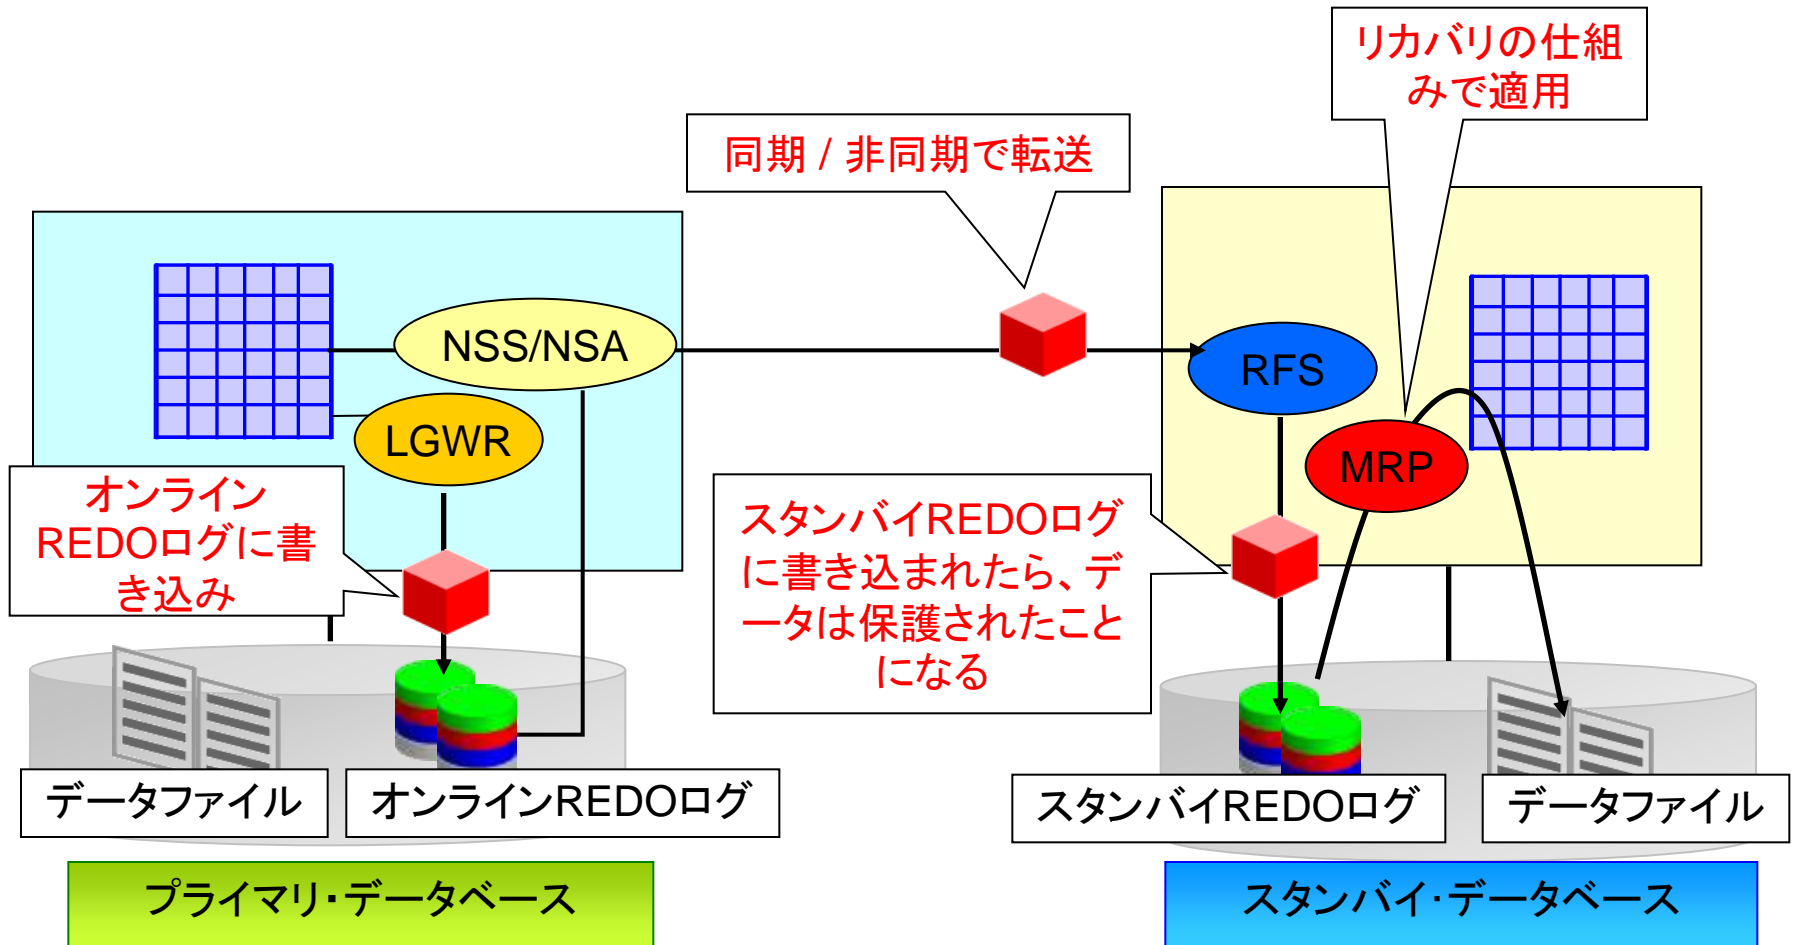 リカバリの仕組
みで適用
同期 / 非同期で転送
NSS/NSA
RFS
LGWR
MRP
オンライン
REDOログに書
き込み
スタンバイREDOログ
に書き込まれたら、デ
ータは保護されたこと
になる
データファイル
オンラインREDOログ
スタンバイREDOログ
データファイル
プライマリ・データベース
スタンバイ・データベース